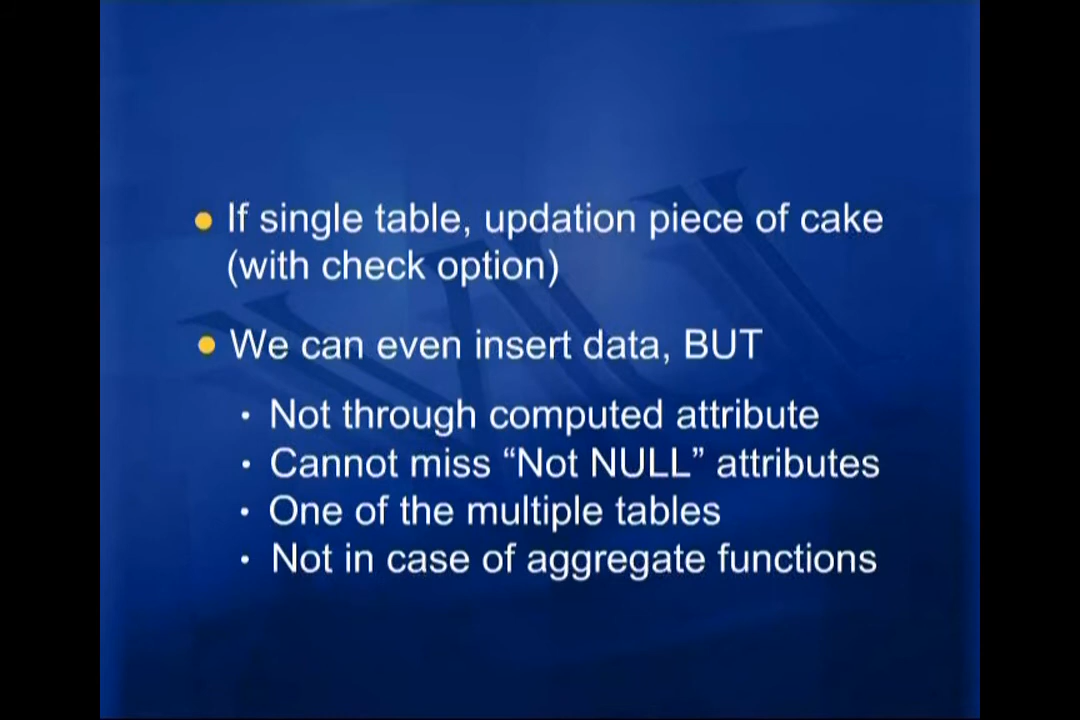 If single table, updation piece of cake
(with check option)
We can even insert data, BUT
Not through computed attribute
Cannot miss “Not NULL” attributes
One of the multiple tables
Not in case of aggregate functions
VU